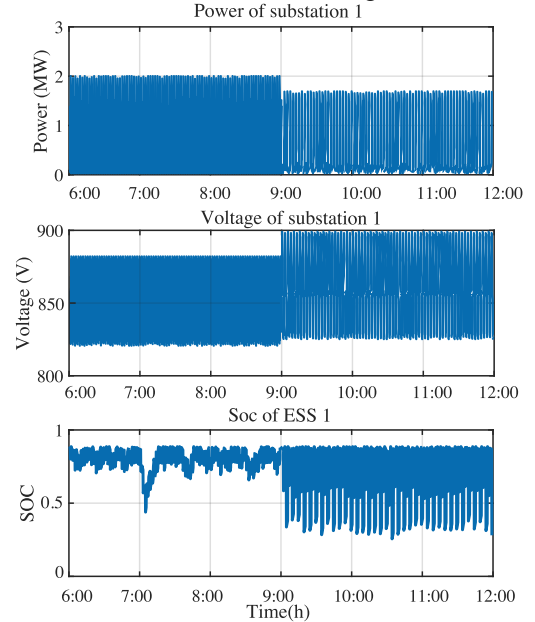 Power of substation 1
3
2
1
0
Power (MW)
6:00 7:00 8:00 9:00 10:00 11:00 12:00
Voltage of substation 1
900
850
800
Voltage (V)
6:00 7:00 8:00 9:00 10:00 11:00 12:00
Soc of ESS 1
1
0.5
0
SOC
6:00 7:00 8:00 9:00 10:00 11:00 12:00
Time(h)